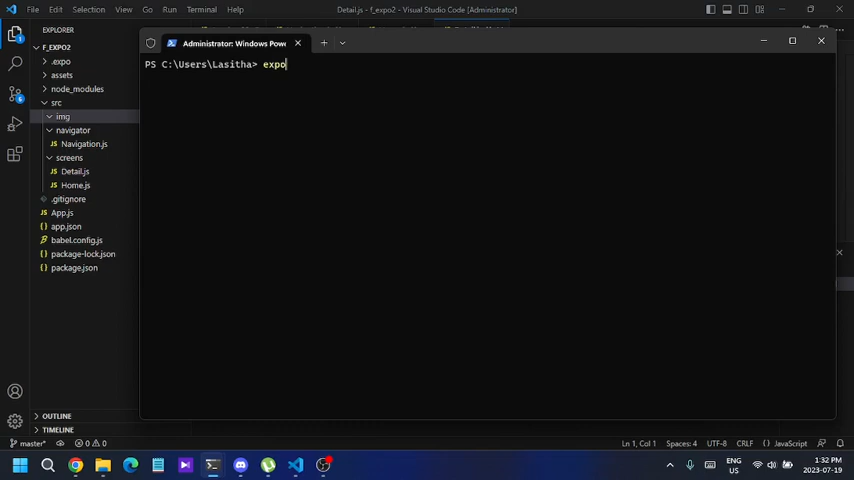 File Edit Selection View Go Run Terminal Help
Detail.js - f_expo2 - Visual Studio Code [Administrator]
EXPLORER
F_EXPO2
.expo
assets
node_modules
src
img
navigator
Navigation.js
screens
Detail.js
Home.js
.gitignore
App.js
app.json
babel.config.js
package-lock.json
package.json
OUTLINE
TIMELINE
Administrator: Windows Powe
PS C:\Users\Lasitha> expo
master* 0 0
Ln 1, Col 1 Spaces: 4 UTF-8 CRLF {} JavaScript
ENG
US
1:32 PM
2023-07-19